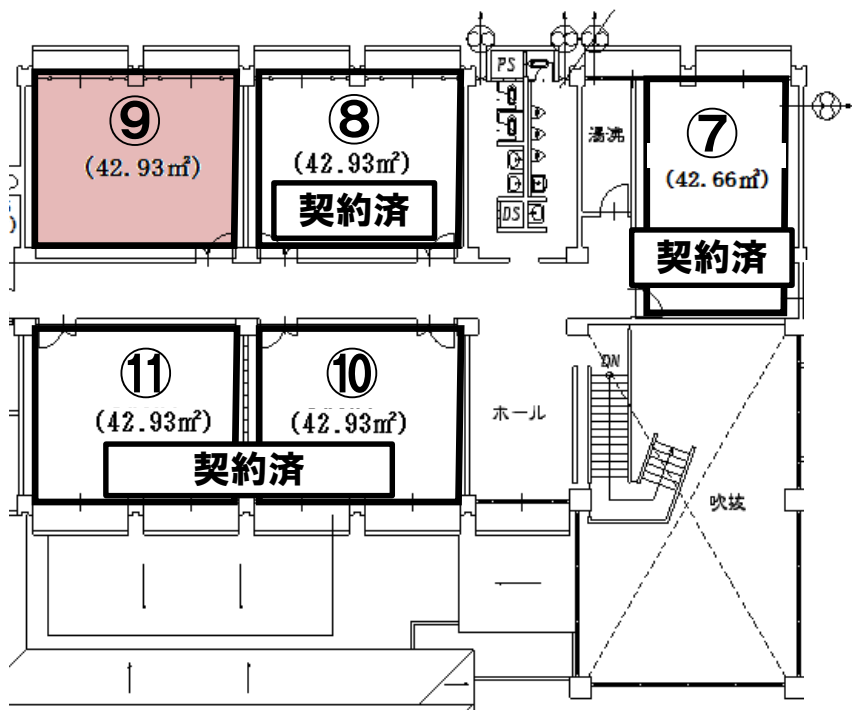 PS
⑨
(42.93㎡)
⑧
(42.93㎡)
契約済
DS
湯沸
⑦
(42.66㎡)
契約済
⑪
(42.93㎡)
⑩
(42.93㎡)
契約済
ホール
DN
吹抜